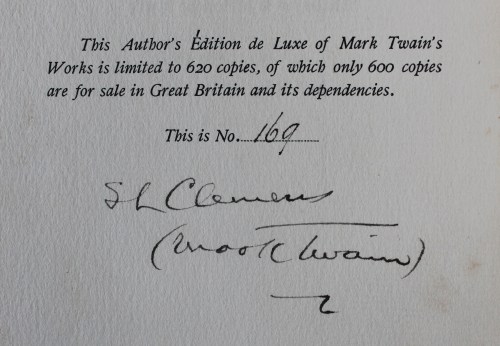 This Author's Édition de Luxe of Mark Twain's
Works is limited to 620 copies, of which only 600 copies
are for sale in Great Britain and its dependencies.
This is No. 169
SL Clemens
(Mark Twain)